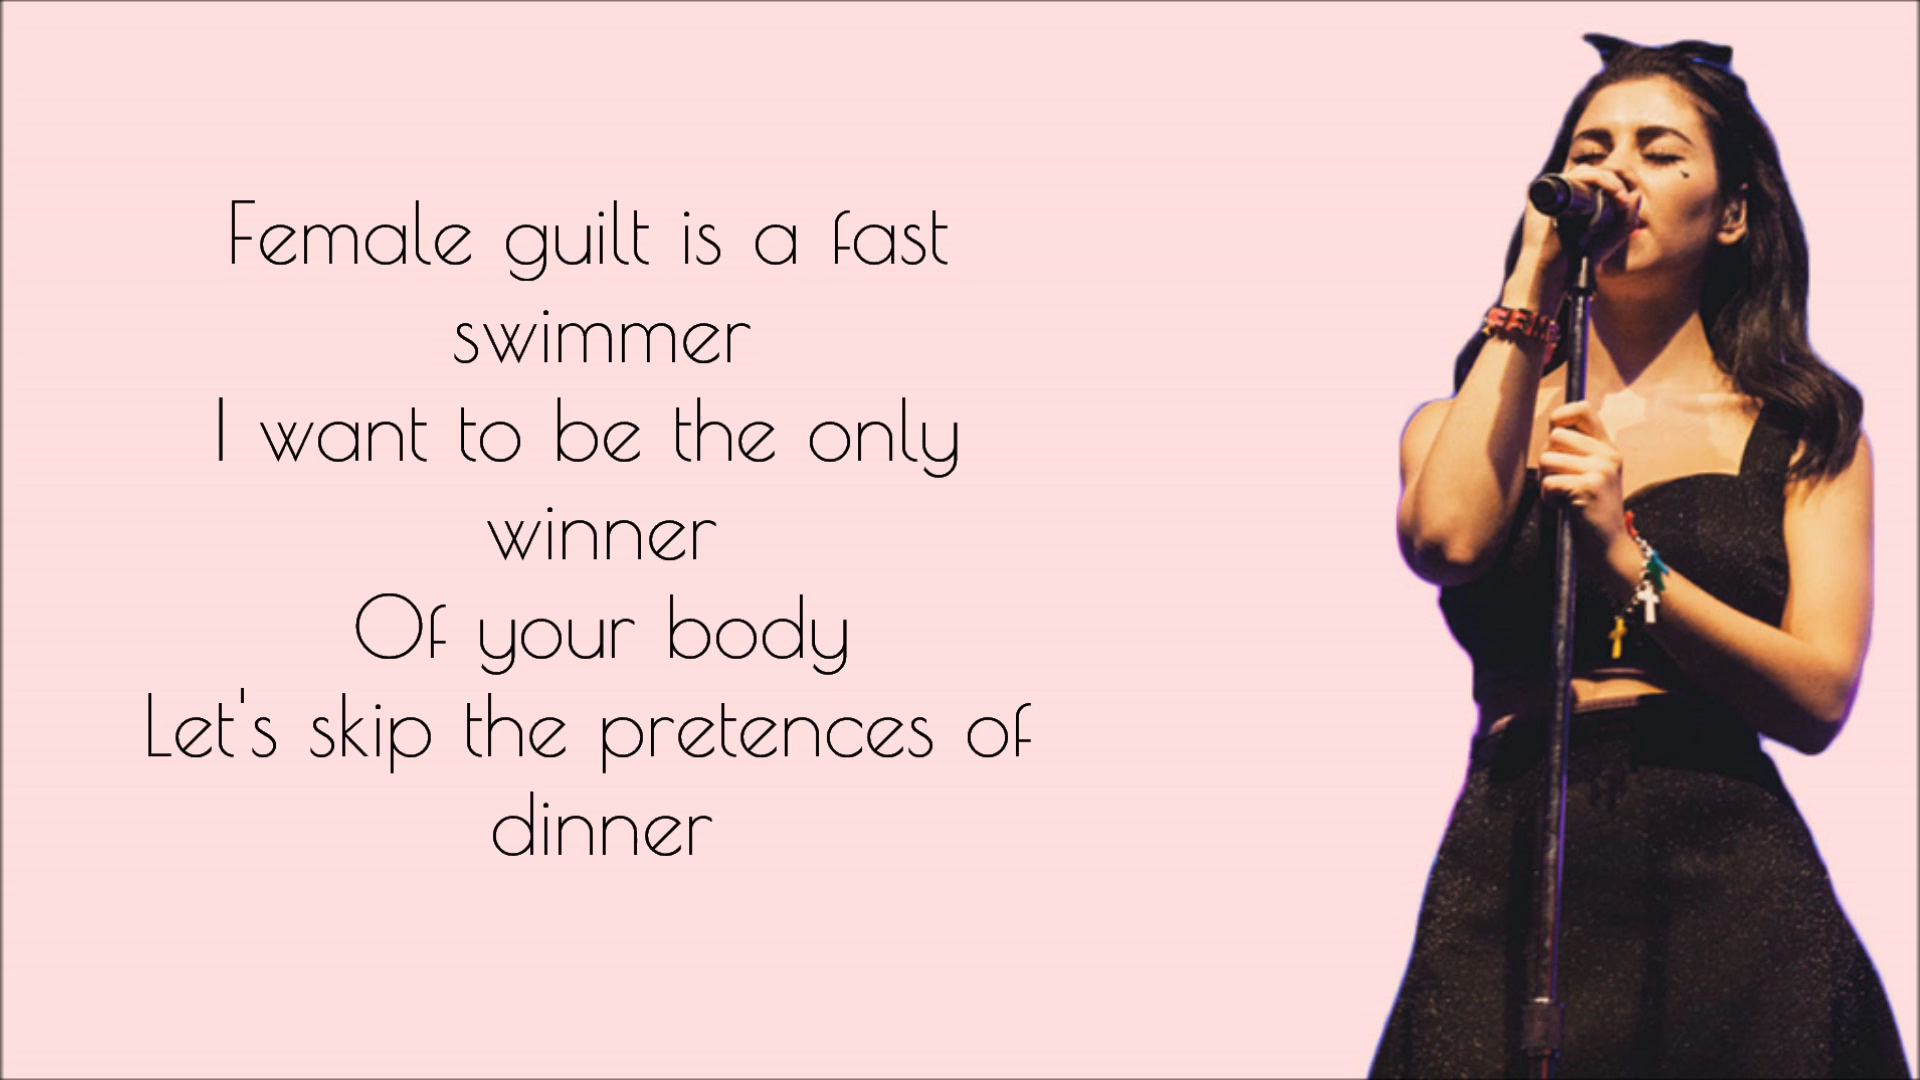 Female guilt is a fast
swimmer
I want to be the only
winner
Of your body
Let's skip the pretences of
dinner